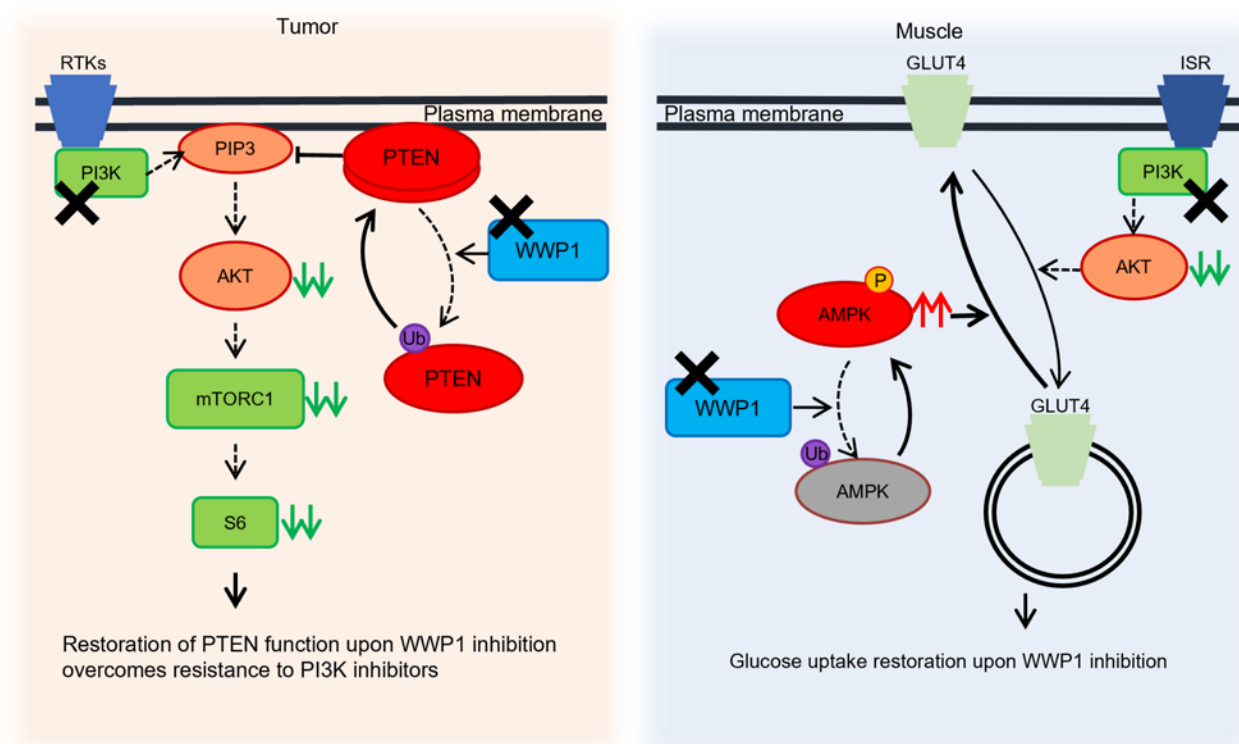 Tumor
RTKs
Plasma membrane
PI3K
PIP3
PTEN
WWP1
AKT
Ub
PTEN
mTORC1
S6
Restoration of PTEN function upon WWP1 inhibition
overcomes resistance to PI3K inhibitors
Muscle
GLUT4
ISR
Plasma membrane
PI3K
AKT
P
AMPK
WWP1
GLUT4
Ub
AMPK
Glucose uptake restoration upon WWP1 inhibition